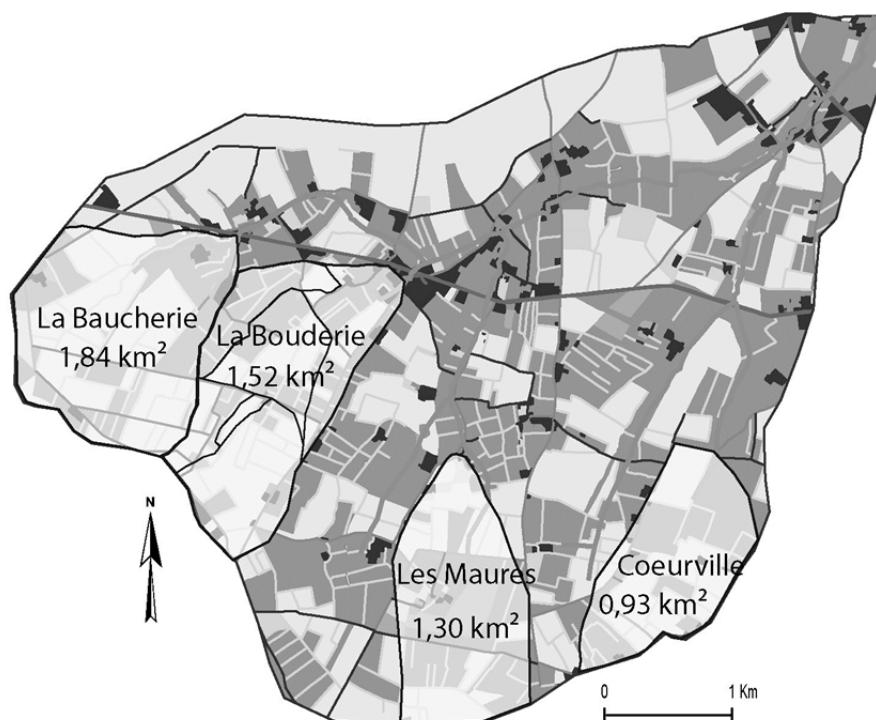 La Baucherie
1,84 km²
La Bouderie
1,52 km²
N
Les Maures
1,30 km²
Coeurville
0,93 km²
0 1 Km